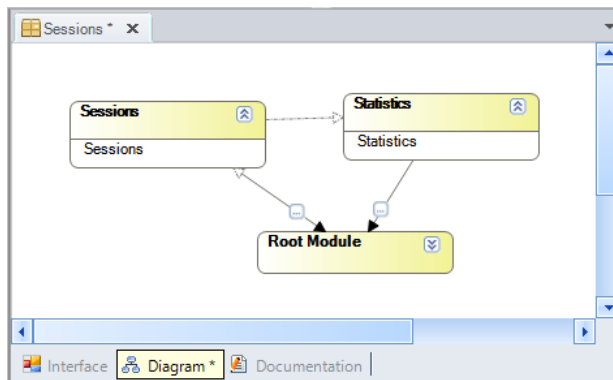 Sessions *
Sessions
Sessions
Statistics
Statistics
...
...
Root Module
Interface
Diagram *
Documentation